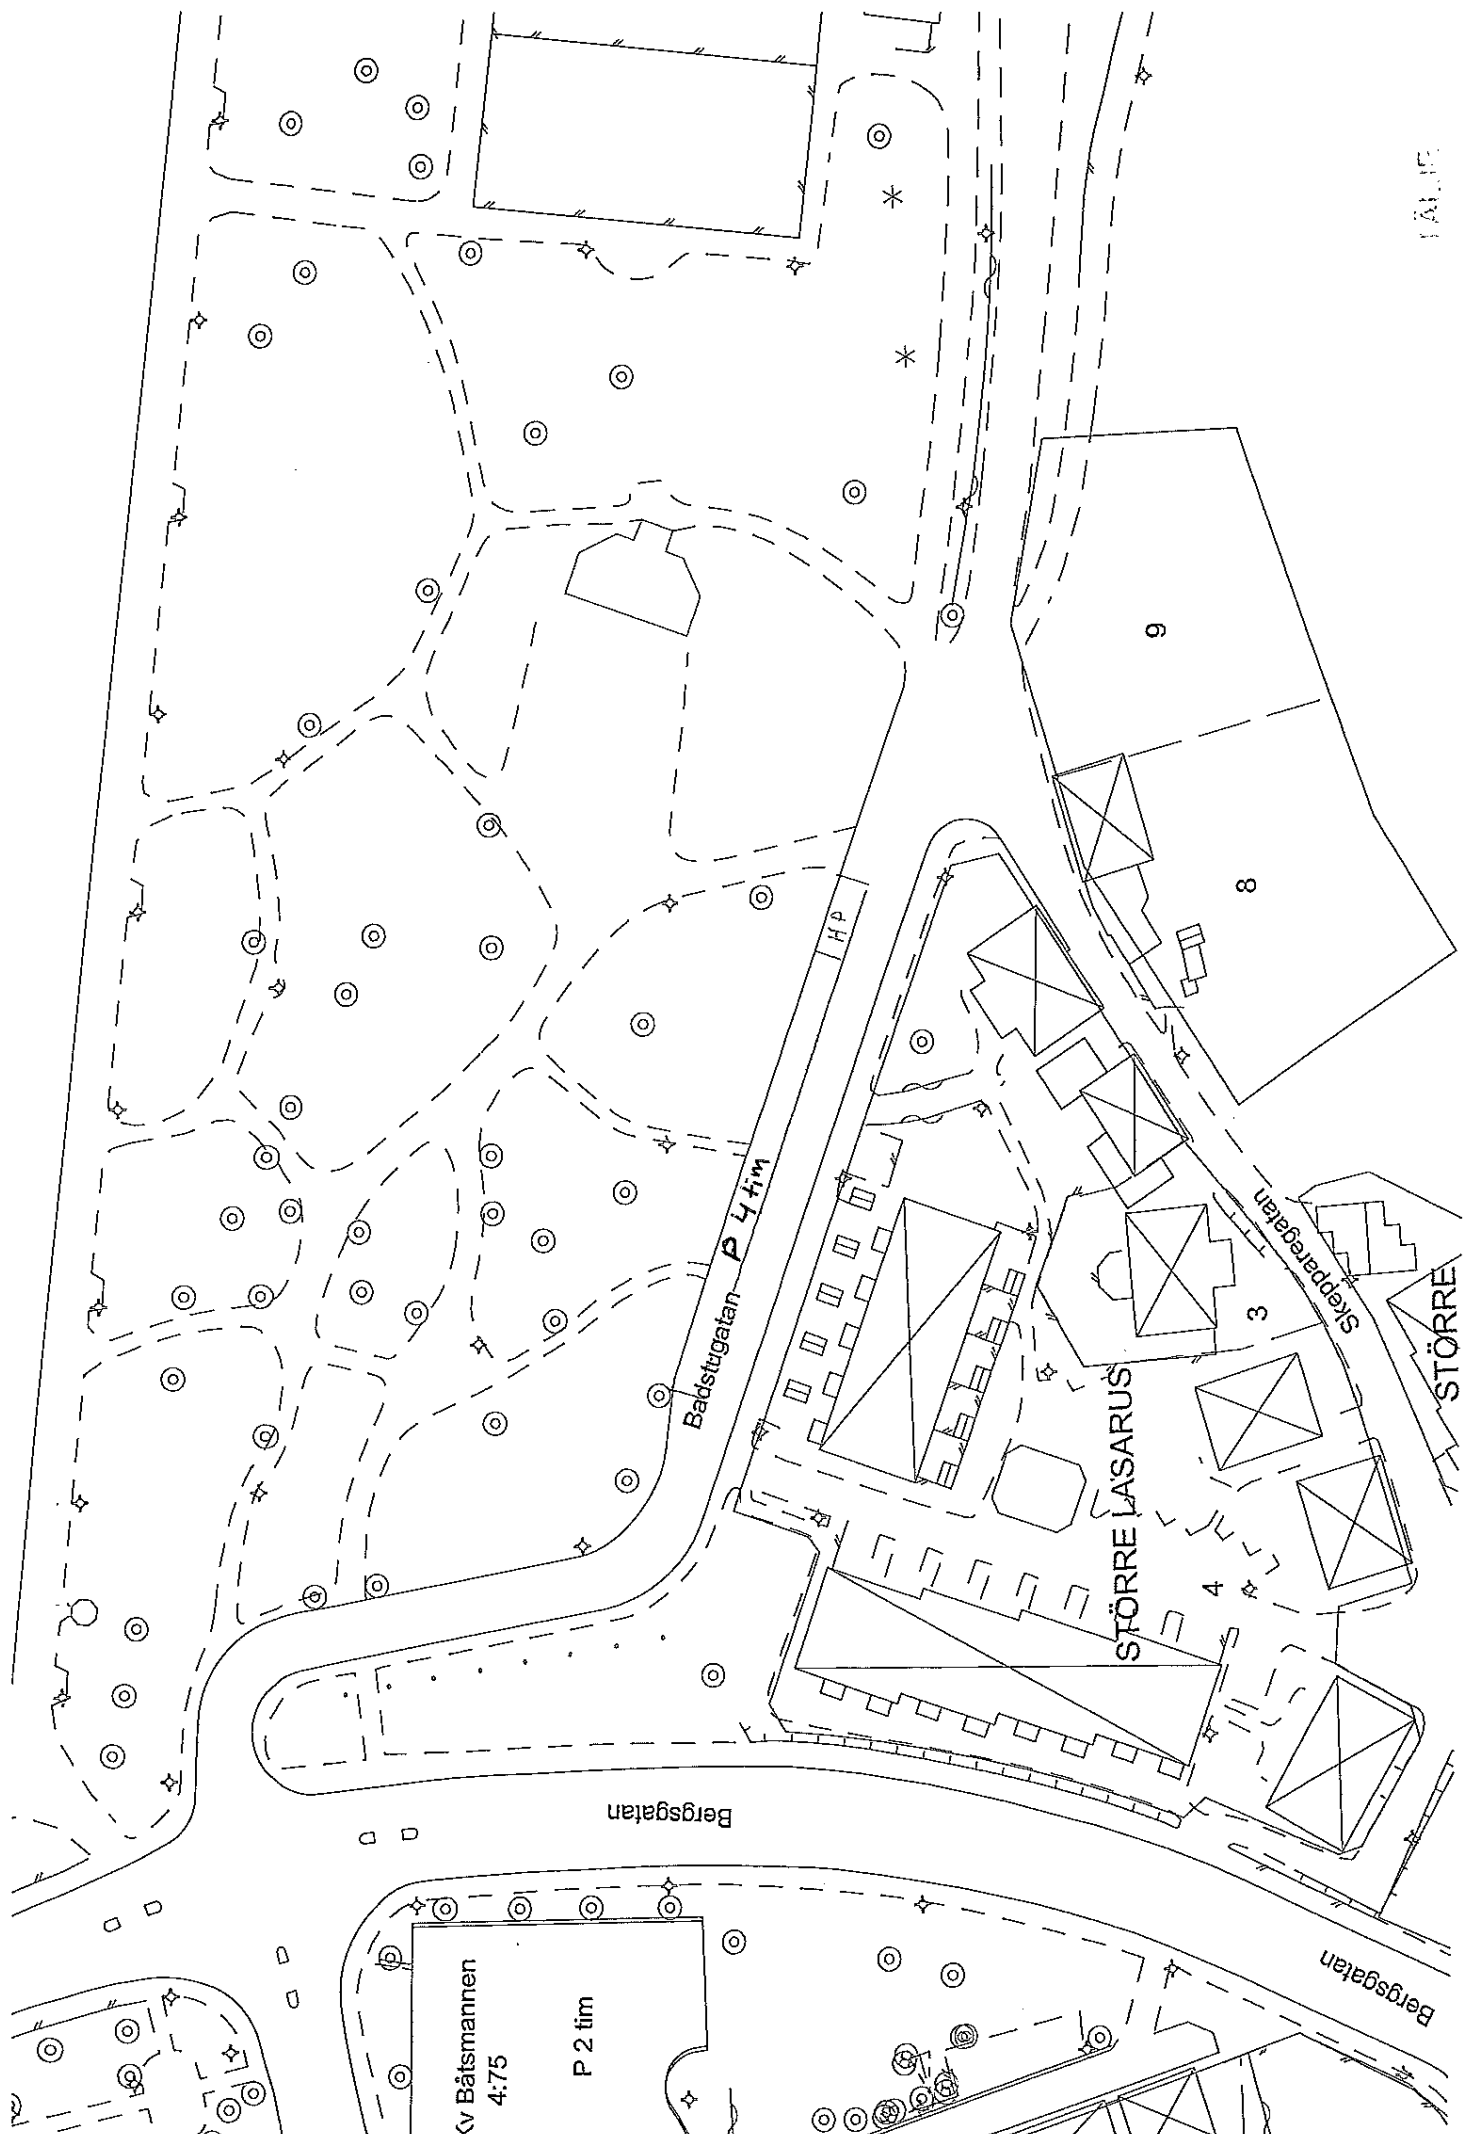 9
8
HP
P 4 tim
Badstugatan
Skepparegatan
3
STÖRRE
STÖRRE LASARUS
4
Bergsgatan
Bergsgatan
Kv Båtsmannen
4:75
P 2 tim